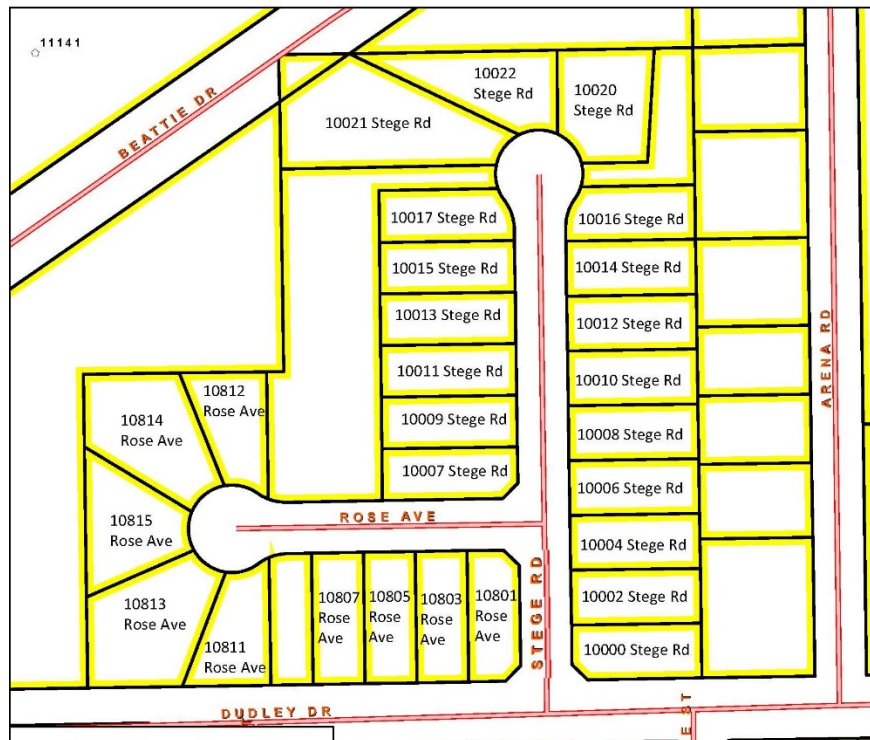 11141
BEATTIE DR
10022
Stege Rd
10020
Stege Rd
10021 Stege Rd
10017 Stege Rd
10016 Stege Rd
10015 Stege Rd
10014 Stege Rd
10013 Stege Rd
10012 Stege Rd
ARENA RD
10011 Stege Rd
10010 Stege Rd
10812
Rose Ave
10814
Rose Ave
10009 Stege Rd
10008 Stege Rd
10007 Stege Rd
10006 Stege Rd
10815
Rose Ave
ROSE AVE
10004 Stege Rd
STEGE RD
10813
Rose Ave
10807
Rose
Ave
10805
Rose
Ave
10803
Rose
Ave
10801
Rose
Ave
10002 Stege Rd
10811
Rose Ave
10000 Stege Rd
DUDLEY DR
E ST